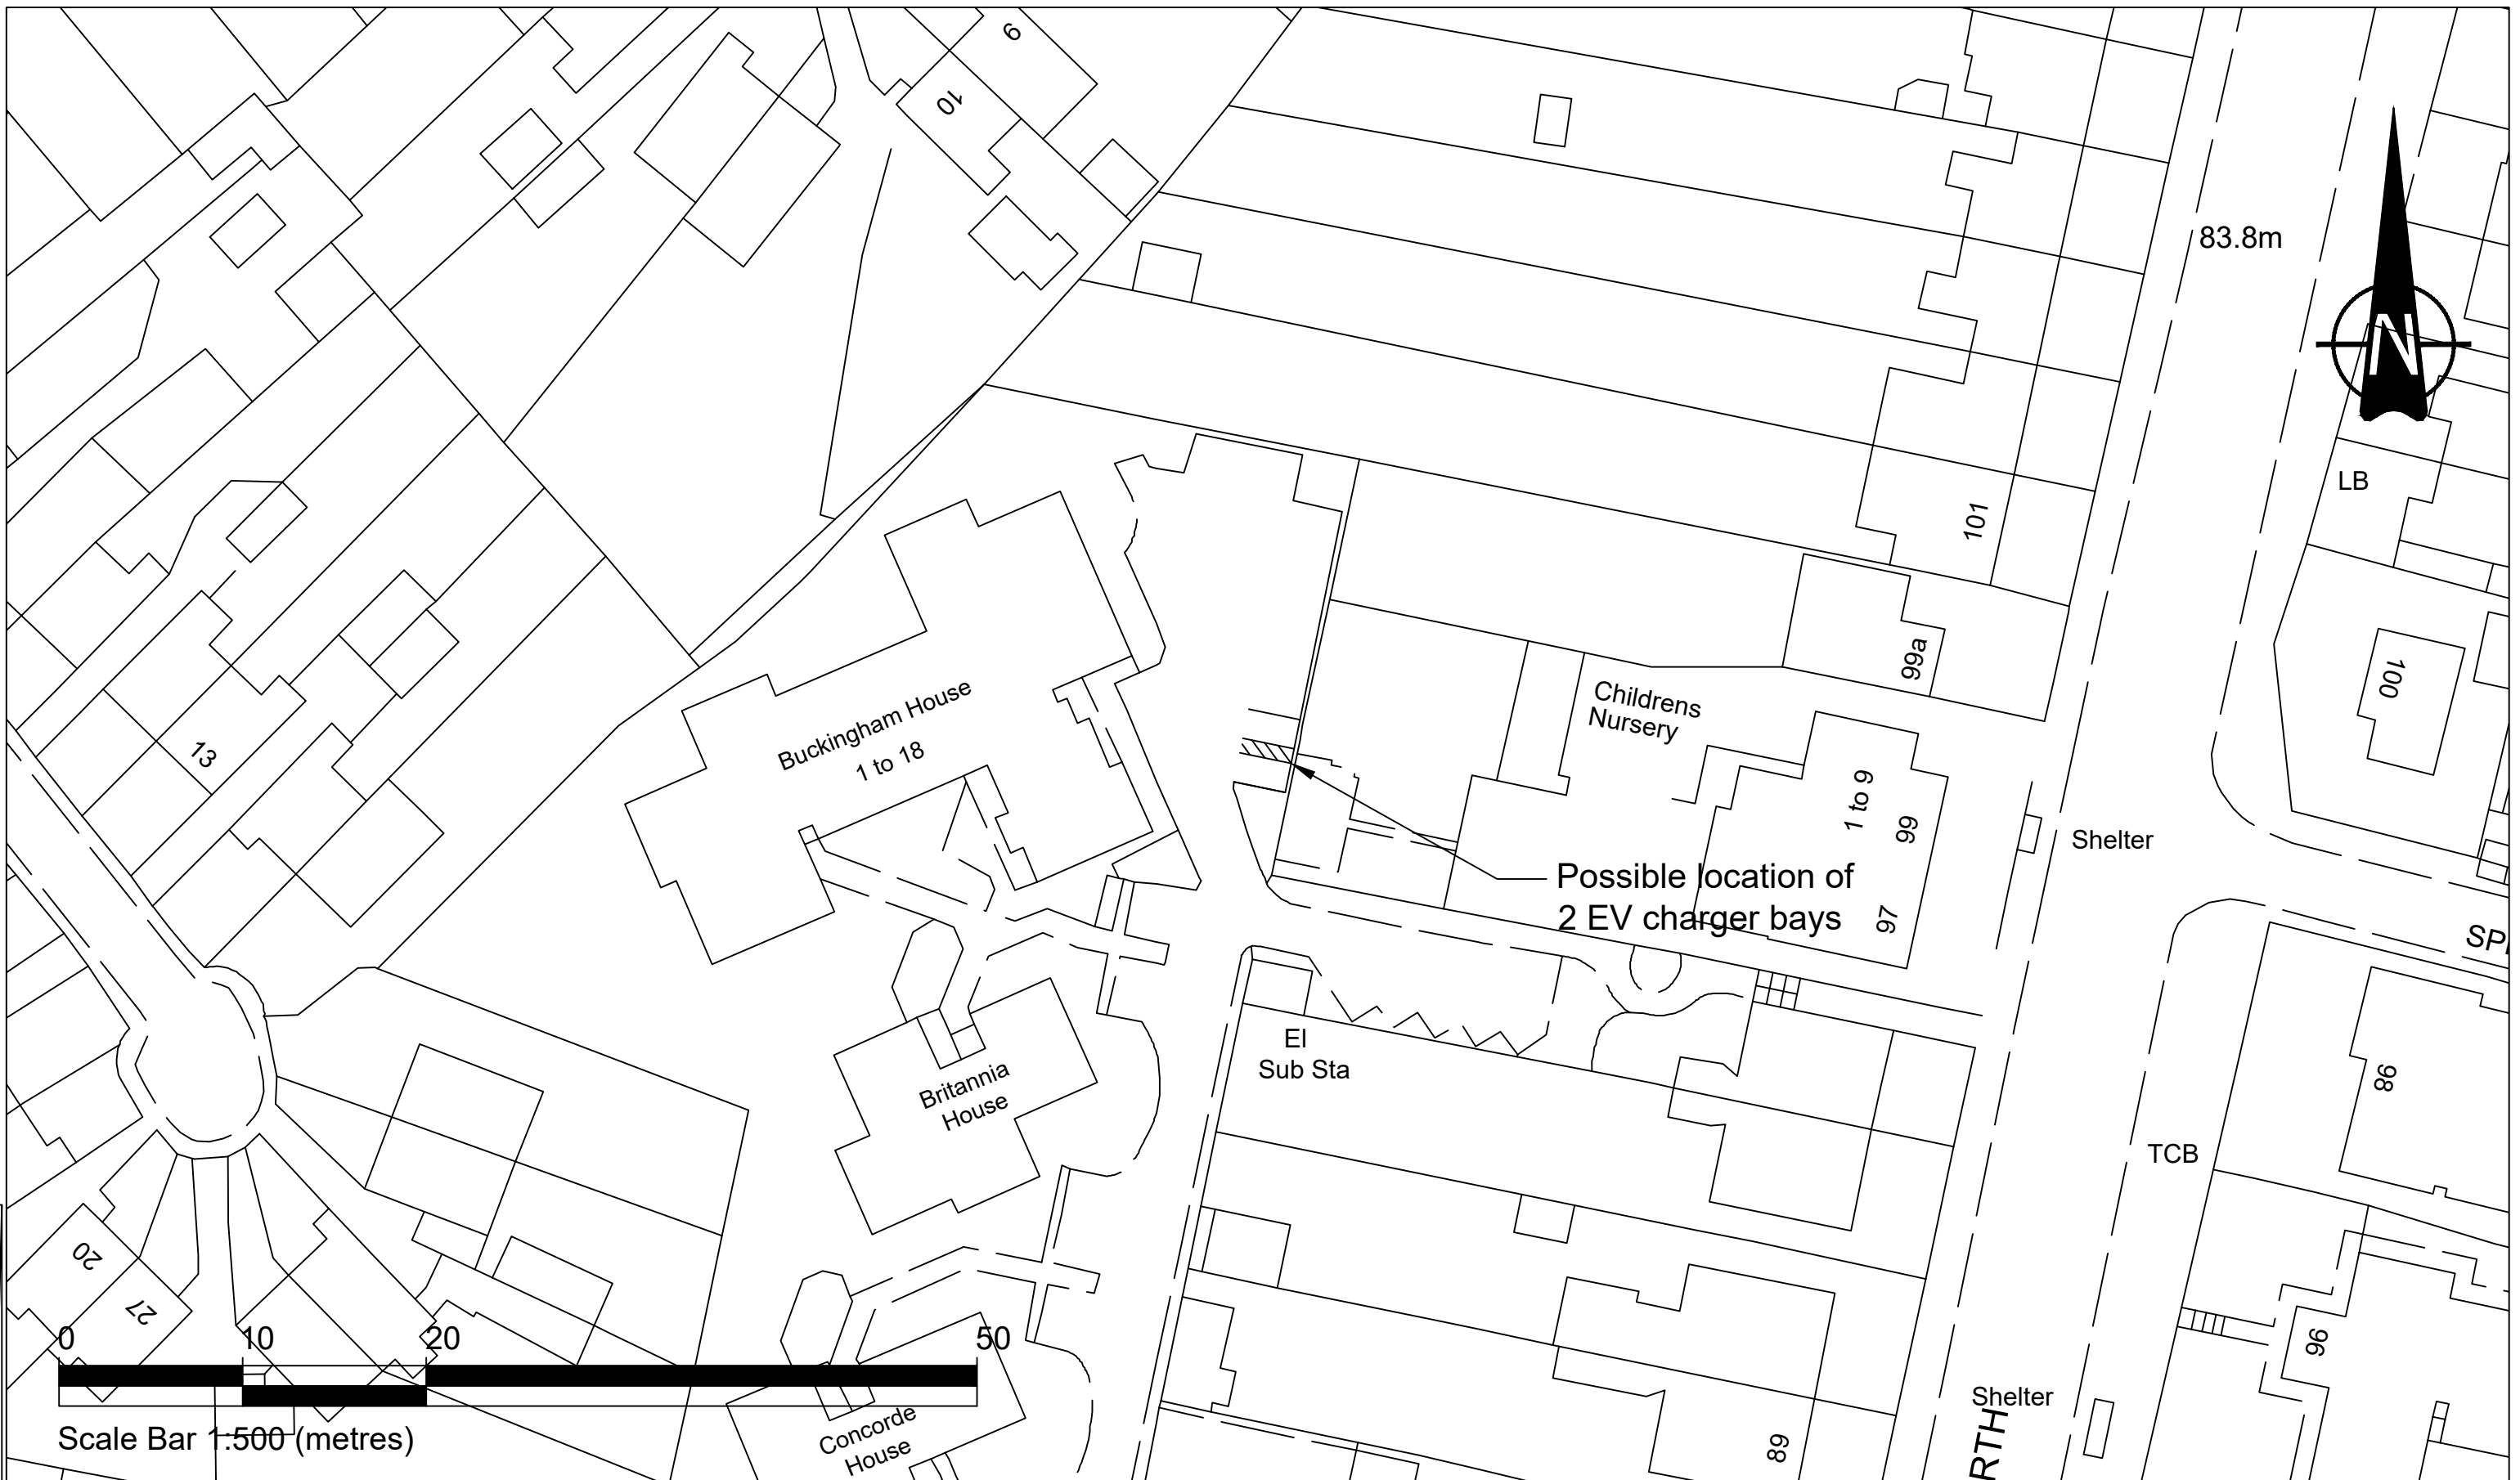 9
10
83.8m
N
LB
101
99a
100
Childrens
Nursery
Buckingham House
1 to 18
13
1 to 9
99
97
Shelter
Possible location of
2 EV charger bays
El
Sub Sta
Britannia
House
98
TCB
20
27
96
0 10 20 50
Scale Bar 1:500 (metres)
Concorde
House
Shelter
89